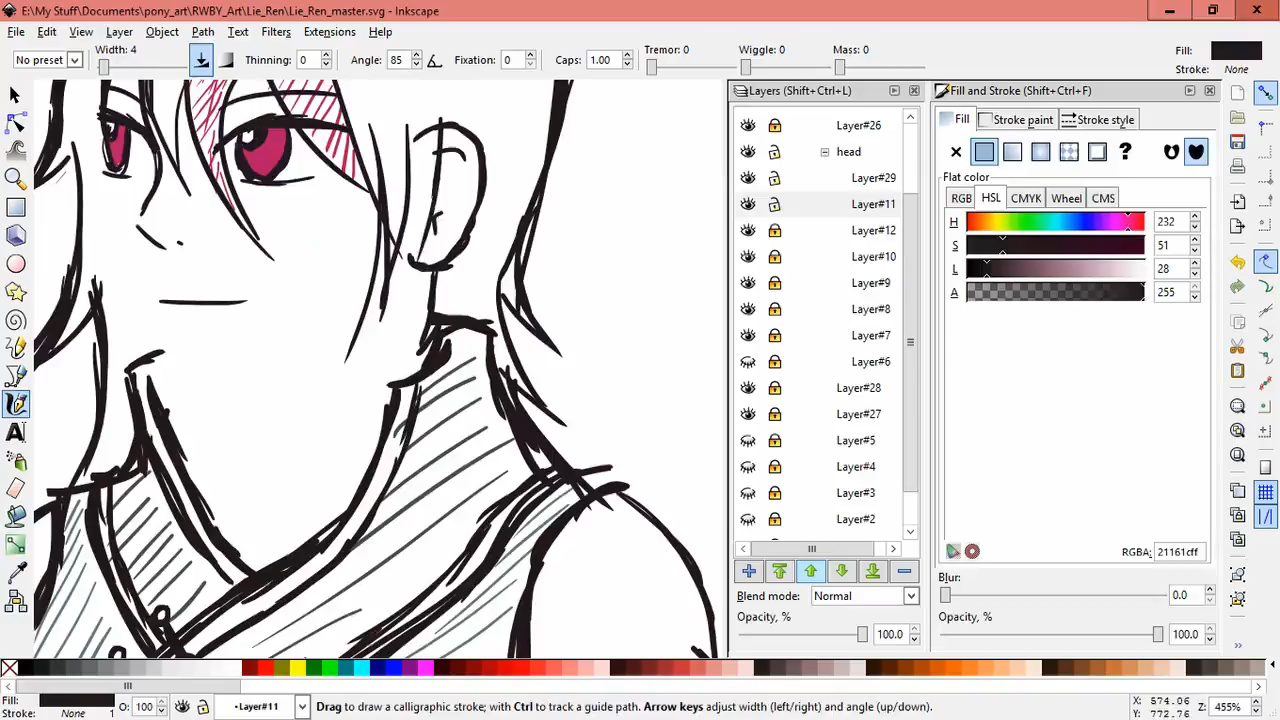 E:\My Stuff\Documents\pony_art\RWBY_Art\Lie_Ren\Lie_Ren_master.svg - Inkscape
File Edit View Layer Object Path Filters Text Extensions Help
No preset Width: 4 Thinning: 0 Angle: 85 Fixation: 0 Caps: 1.00 Tremor: 0 Wiggle: 0 Mass: 0 Fill:
Stroke: None
Layers (Shift+Ctrl+L)
Layer#26
head
Layer#29
Layer#11
Layer#12
Layer#10
Layer#9
Layer#8
Layer#7
Layer#6
Layer#28
Layer#27
Layer#5
Layer#4
Layer#3
Layer#2
Blend mode: Normal
Opacity, %
100.0
Fill and Stroke (Shift+Ctrl+F)
Fill Stroke paint Stroke style
?
Flat color
RGB HSL CMYK Wheel CMS
H 232
S 51
L 28
A 255
RGBA: 21161cff
Blur:
0.0
Opacity, %
100.0
Fill:
Stroke: None 1
O: 100
•Layer#11
Drag to draw a calligraphic stroke; with Ctrl to track a guide path. Arrow keys adjust width (left/right) and angle (up/down).
X: 574.06
Y: 772.76
455%